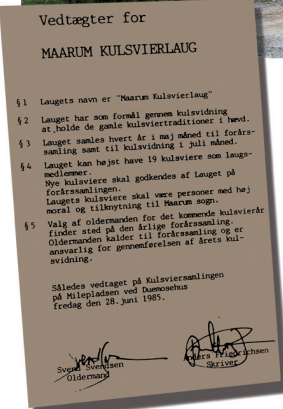 Vedtægter for
MAARUM KULSVIERLAUG
§ 1 Laugets navn er "Maarum Kulsvierlaug"
§ 2 Lauget har som formål gennem kulsvidning
at holde de gamle kulsviertraditioner i hævd.
§ 3 Lauget samles hvert år i maj måned til forårs-
samling samt til kulsvidning i juli måned.
§ 4 Lauget kan højst have 19 kulsviere som laugs-
medlemmer.
Nye kulsviere skal godkendes af Lauget på
forårssamlingen.
Laugets kulsviere skal være personer med høj
moral og tilknytning til Maarum sogn.
§ 5 Valg af oldermanden for det kommende kulsvierår
finder sted på den årlige forårssamling.
Oldermanden kalder til forårssamling og er
ansvarlig for gennemførelsen af årets kul-
svidning.
Således vedtaget på Kulsviersamlingen
på Milepladsen ved Duemosehus
fredag den 28.juni 1985.
Svend Svendsen
Oldermand
Anders Friedrichsen
Skriver